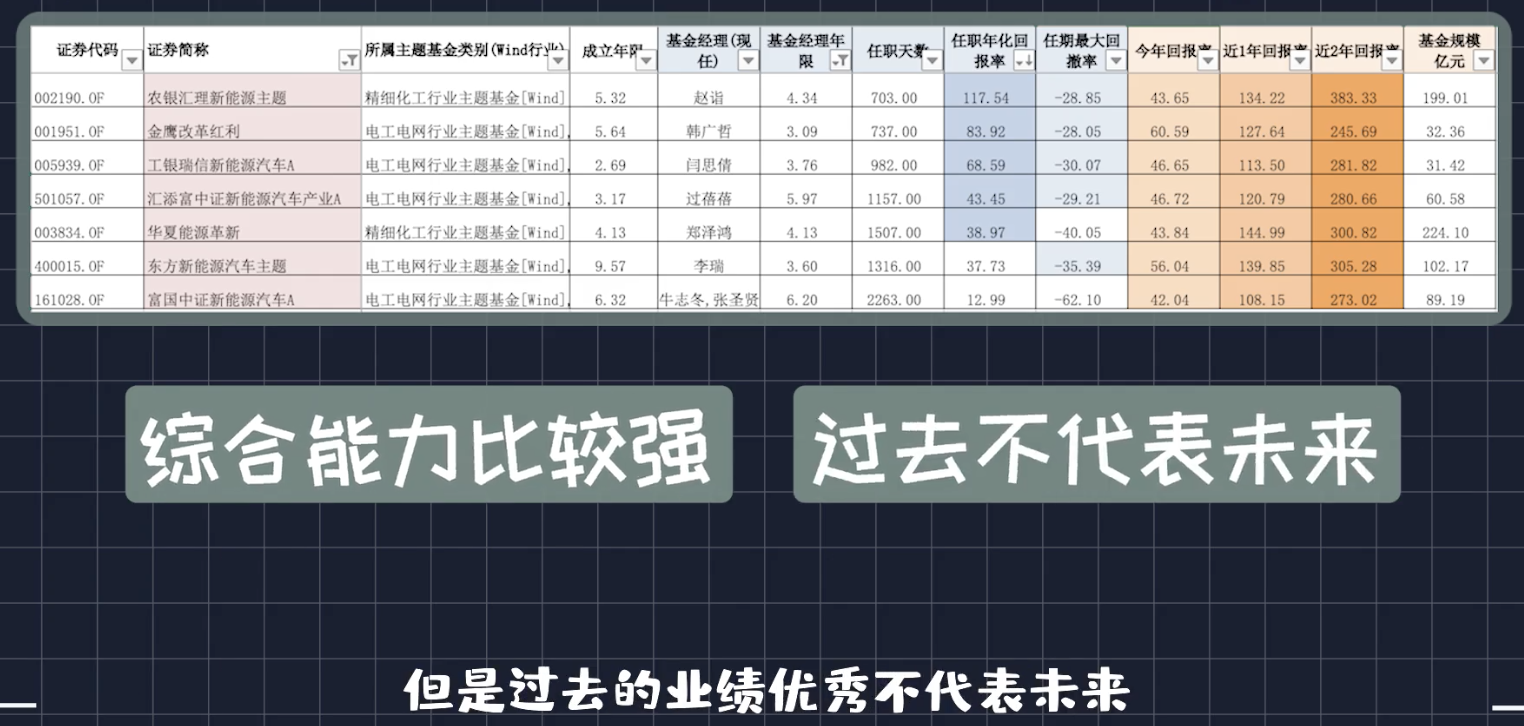 证券代码 证券简称 所属主题基金类别(Wind行业) 成立年限 基金经理(现任) 基金经理年限 任职天数 任职年化回报率 任期最大回撤率 今年回报率 近1年回报率 近2年回报率 基金规模亿元
002190.OF 农银汇理新能源主题 精细化工行业主题基金[Wind] 5.32 赵诣 4.34 703.00 117.54 -28.85 43.65 134.22 383.33 199.01
001951.OF 金鹰改革红利 电工电网行业主题基金[Wind], 5.64 韩广哲 3.09 737.00 83.92 -28.05 60.59 127.64 245.69 32.36
005939.OF 工银瑞信新能源汽车A 电工电网行业主题基金[Wind], 2.69 闫思倩 3.76 982.00 68.59 -30.07 46.65 113.50 281.82 31.42
501057.OF 汇添富中证新能源汽车产业A 电工电网行业主题基金[Wind], 3.17 过蓓蓓 5.97 1157.00 43.45 -29.21 46.72 120.79 280.66 60.58
003834.OF 华夏能源革新 精细化工行业主题基金[Wind] 4.13 郑泽鸿 4.13 1507.00 38.97 -40.05 43.84 144.99 300.82 224.10
400015.OF 东方新能源汽车主题 电工电网行业主题基金[Wind], 9.57 李瑞 3.60 1316.00 37.73 -35.39 56.04 139.85 305.28 102.17
161028.OF 富国中证新能源汽车A 电工电网行业主题基金[Wind], 6.32 牛志冬,张圣贤 6.20 2263.00 12.99 -62.10 42.04 108.15 273.02 89.19
综合能力比较强 过去不代表未来
但是过去的业绩优秀不代表未来